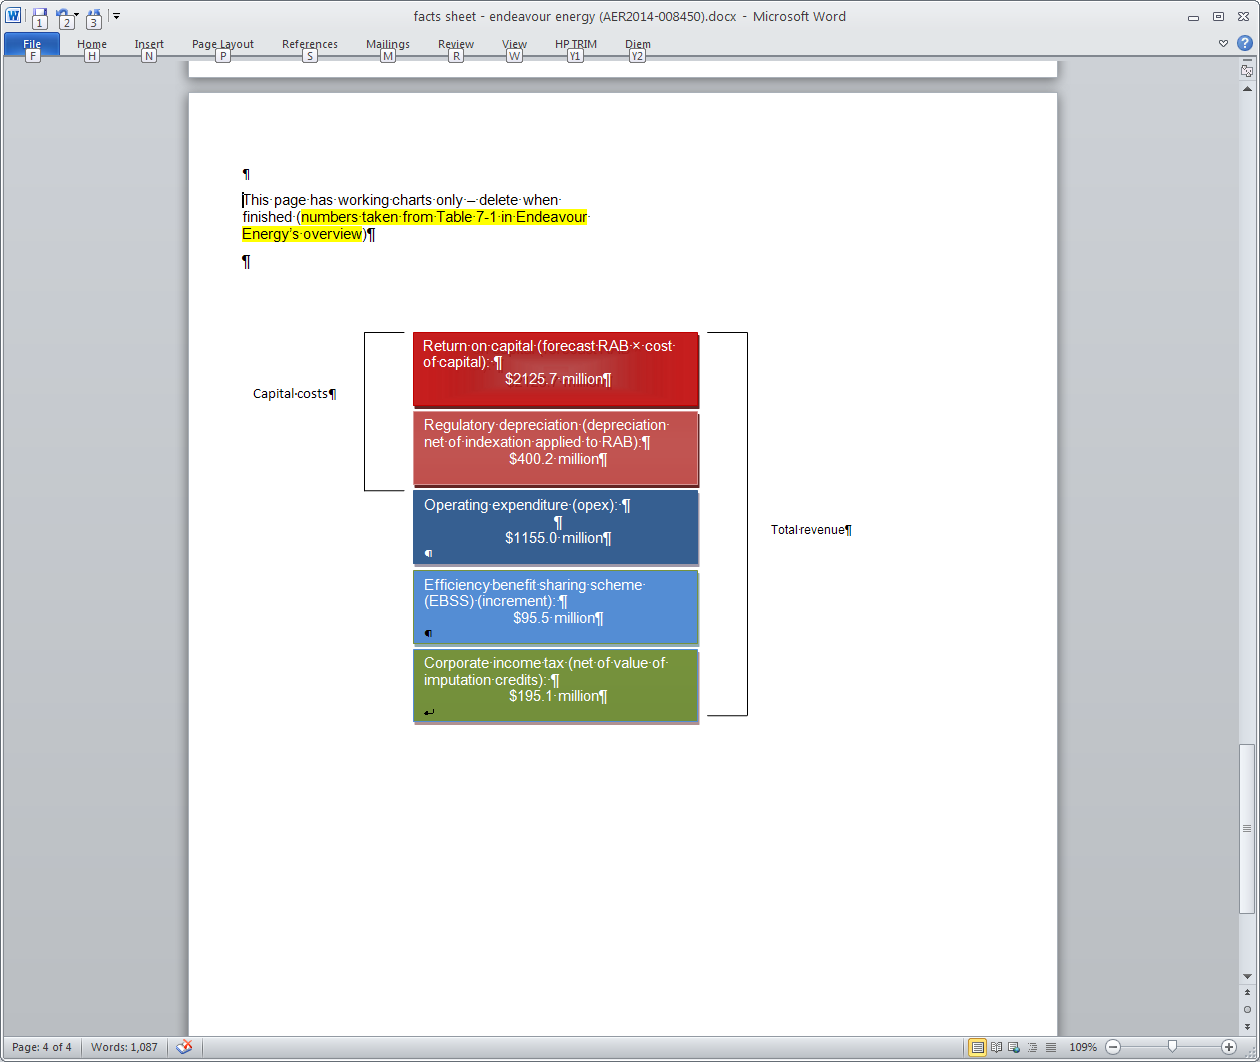 facts sheet - endeavour energy (AER2014-008450).docx - Microsoft Word
1 2 3
File Home Insert Page Layout References Mailings Review View HP TRIM Diem
F H N P S M R W Y1 Y2
¶
This·page·has·working·charts·only·–·delete·when·
finished·(numbers·taken·from·Table·7-1·in·Endeavour·
Energy's·overview)¶
¶
Return·on·capital·(forecast·RAB·×·cost·
of·capital):·¶
$2125.7·million¶
Capital·costs¶
Regulatory·depreciation·(depreciation·
net·of·indexation·applied·to·RAB):¶
$400.2·million¶
Operating·expenditure·(opex):·¶
¶
$1155.0·million¶
¶
Total·revenue¶
Efficiency·benefit·sharing·scheme·
(EBSS)·(increment):·¶
$95.5·million¶
¶
Corporate·income·tax·(net·of·value·of·
imputation·credits):·¶
$195.1·million¶
Page: 4 of 4 Words: 1,087 109%